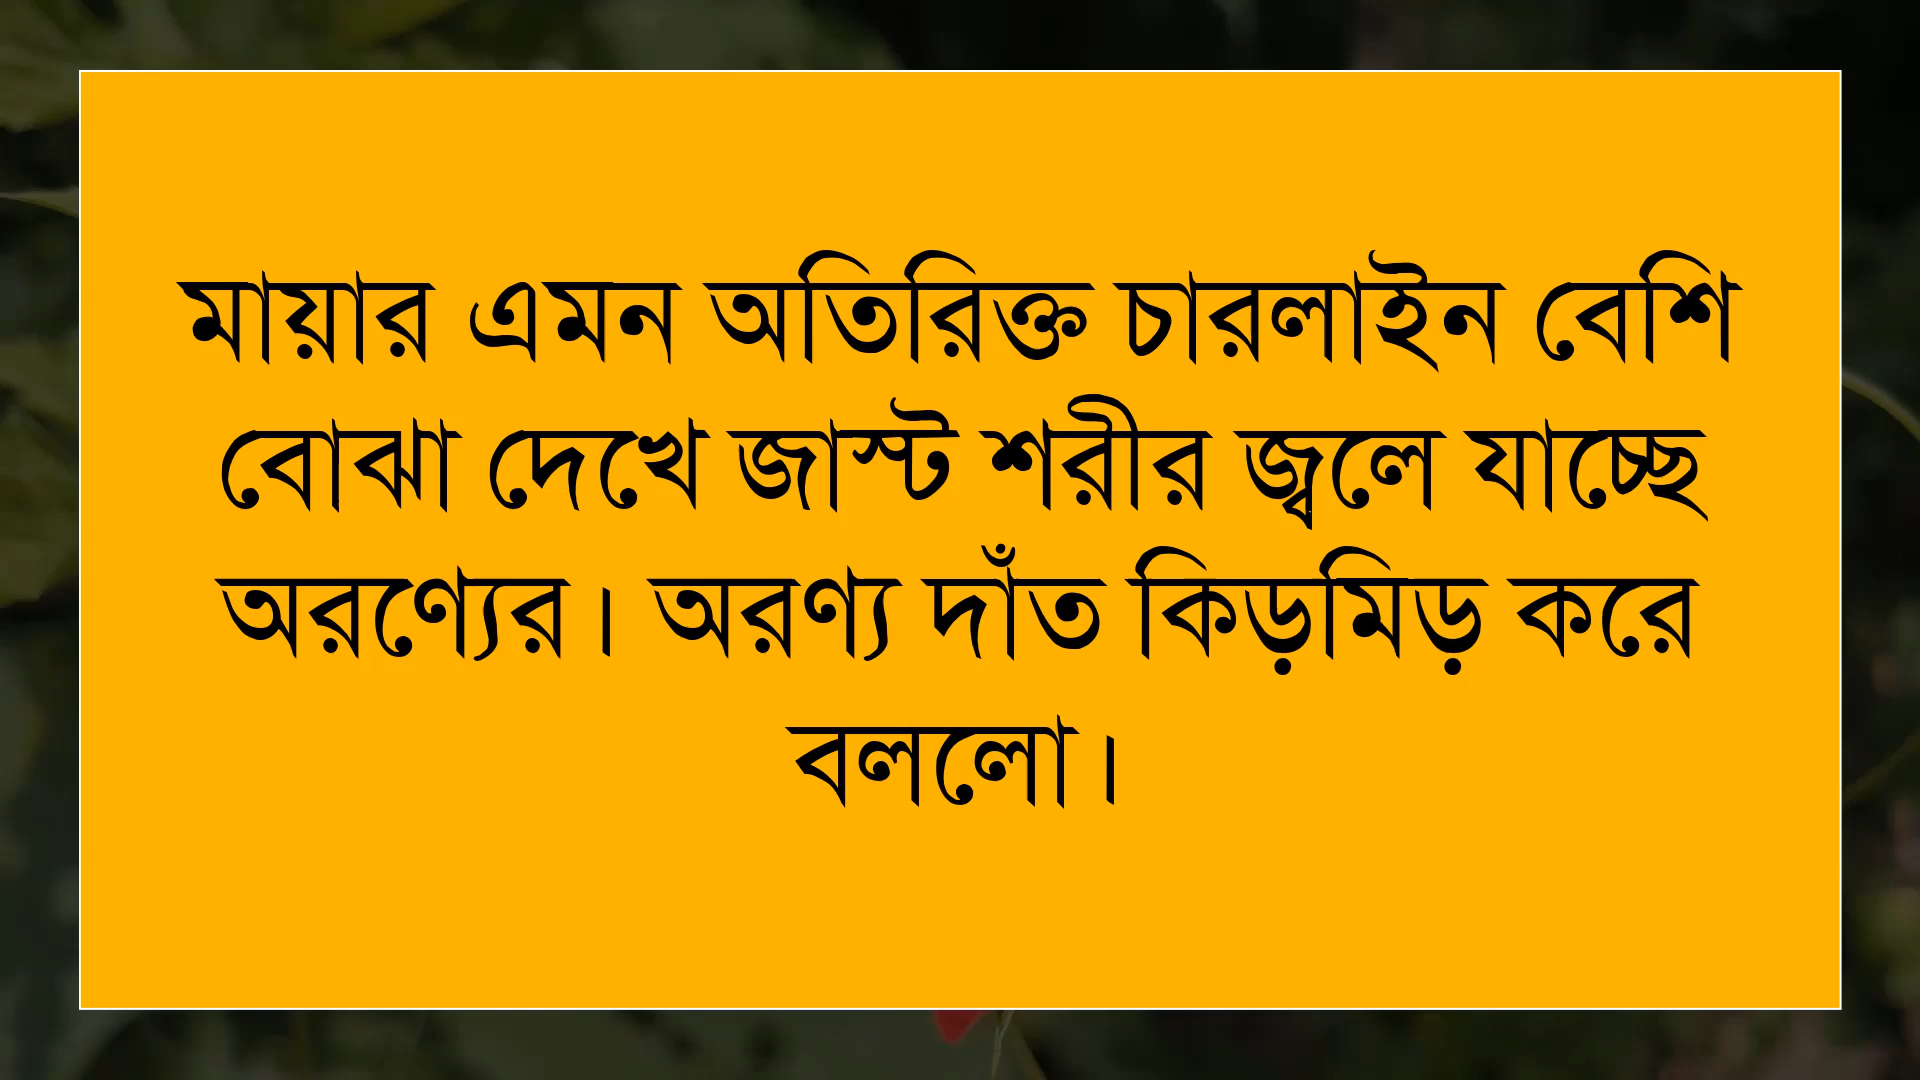 মায়ার এমন অতিরিক্ত চারলাইন বেশি
বোঝা দেখে জাস্ট শরীর জ্বলে যাচ্ছে
অরণ্যের। অরণ্য দাঁত কিড়মিড় করে
বললো।